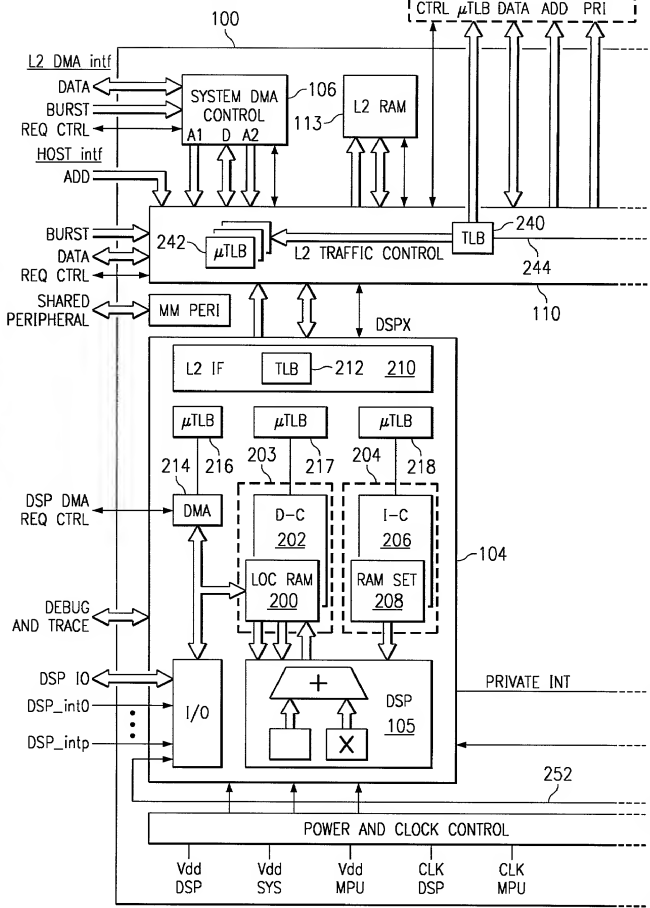 CTRL μTLB DATA ADD PRI
100
L2 DMA intf
DATA
BURST
REQ CTRL
SYSTEM DMA
CONTROL
A1 D A2
106
113
L2 RAM
HOST intf
ADD
BURST
DATA
REQ CTRL
242
μTLB
L2 TRAFFIC CONTROL
TLB
240
244
110
SHARED
PERIPHERAL
MM PERI
DSPX
L2 IF
TLB
212
210
μTLB
μTLB
μTLB
214
216
203
217
204
218
DSP DMA
REQ CTRL
DMA
D-C
202
LOC RAM
200
I-C
206
RAM SET
208
104
DEBUG
AND TRACE
DSP IO
DSP_int0
DSP_intp
I/O
+
X
DSP
105
PRIVATE INT
252
POWER AND CLOCK CONTROL
Vdd
DSP
Vdd
SYS
Vdd
MPU
CLK
DSP
CLK
MPU